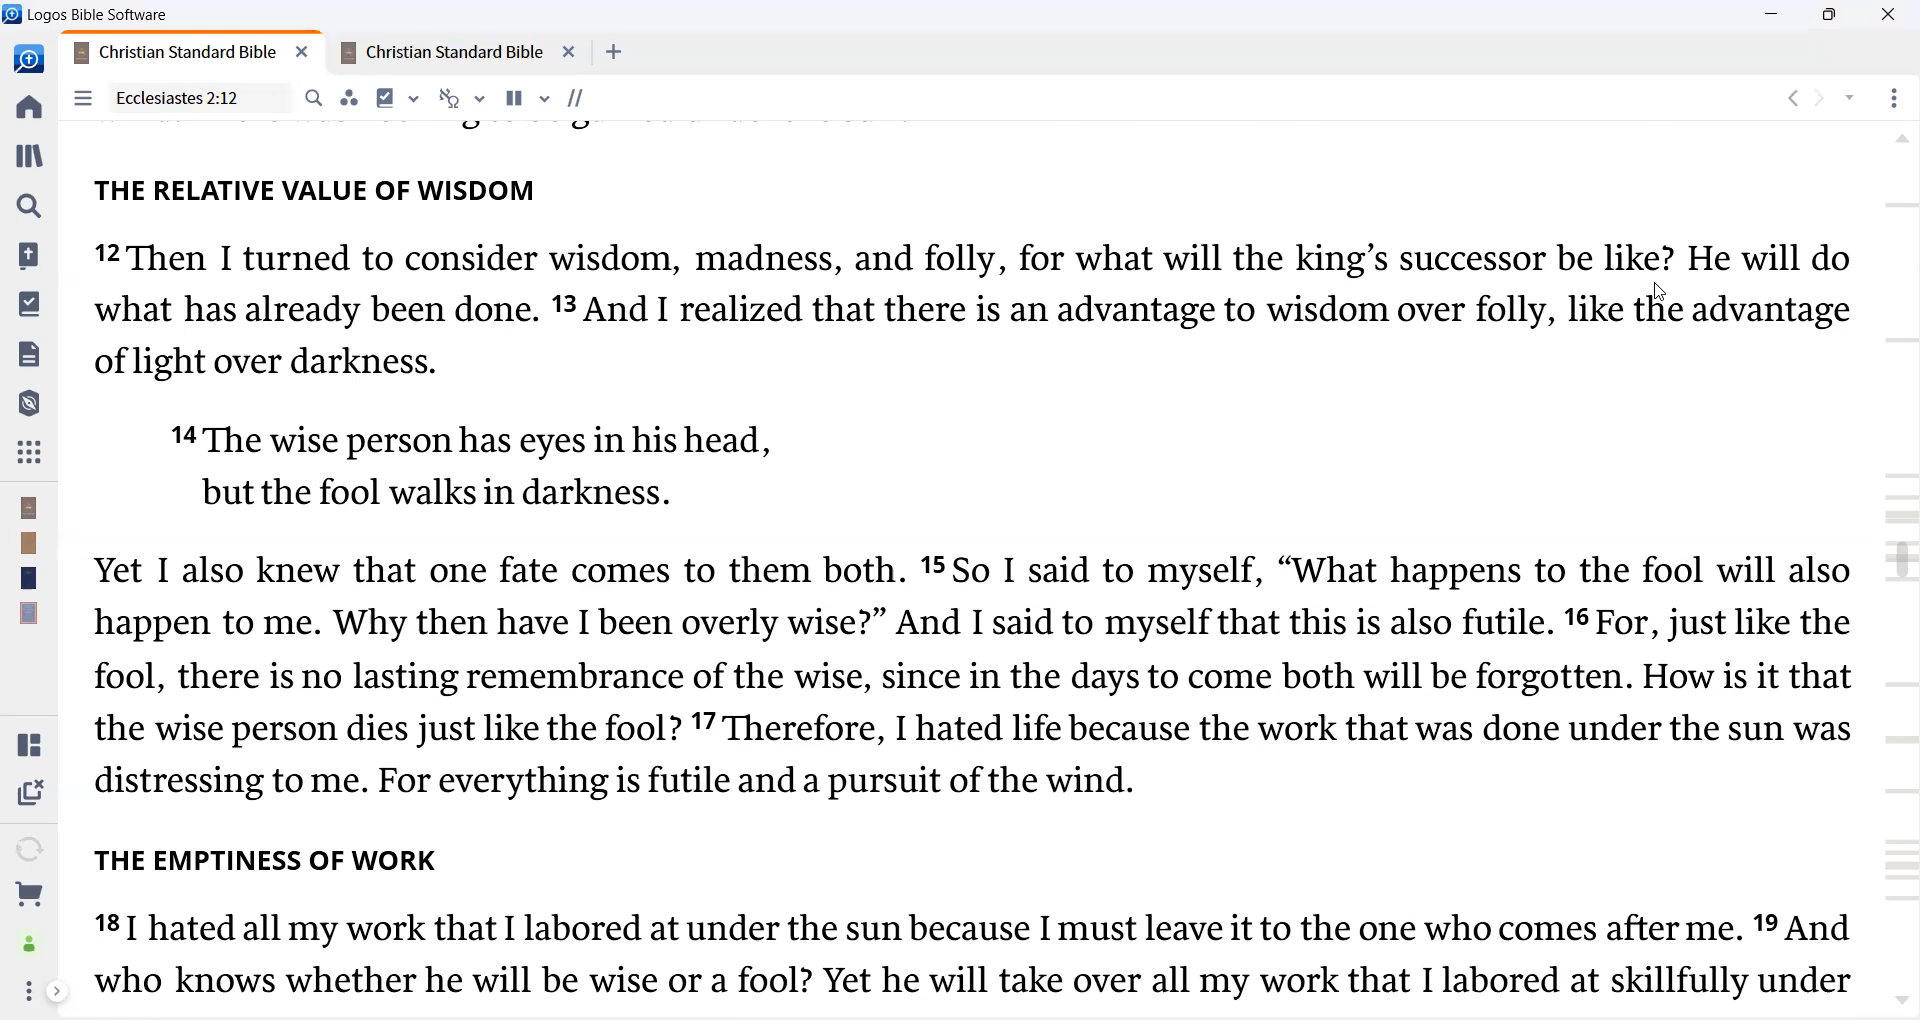 Logos Bible Software
Christian Standard Bible
Christian Standard Bible
Ecclesiastes 2:12
THE RELATIVE VALUE OF WISDOM
12 Then I turned to consider wisdom, madness, and folly, for what will the king’s successor be like? He will do
what has already been done. 13 And I realized that there is an advantage to wisdom over folly, like the advantage
of light over darkness.
14 The wise person has eyes in his head,
but the fool walks in darkness.
Yet I also knew that one fate comes to them both. 15 So I said to myself, “What happens to the fool will also
happen to me. Why then have I been overly wise?” And I said to myself that this is also futile. 16 For, just like the
fool, there is no lasting remembrance of the wise, since in the days to come both will be forgotten. How is it that
the wise person dies just like the fool? 17 Therefore, I hated life because the work that was done under the sun was
distressing to me. For everything is futile and a pursuit of the wind.
THE EMPTINESS OF WORK
18 I hated all my work that I labored at under the sun because I must leave it to the one who comes after me. 19 And
who knows whether he will be wise or a fool? Yet he will take over all my work that I labored at skillfully under